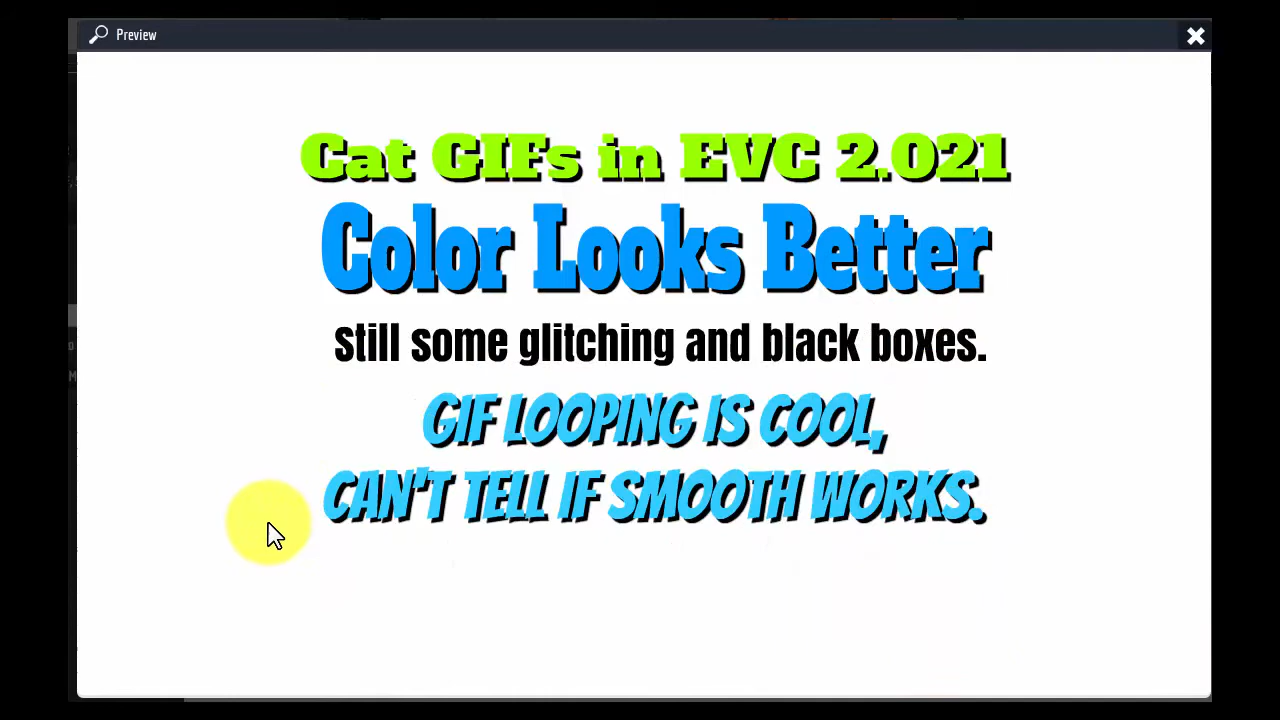 Preview
Cat GIFs in EVC 2.021
Color Looks Better
Still some glitching and black boxes.
GIF LOOPING IS COOL,
CAN'T TELL IF SMOOTH WORKS.